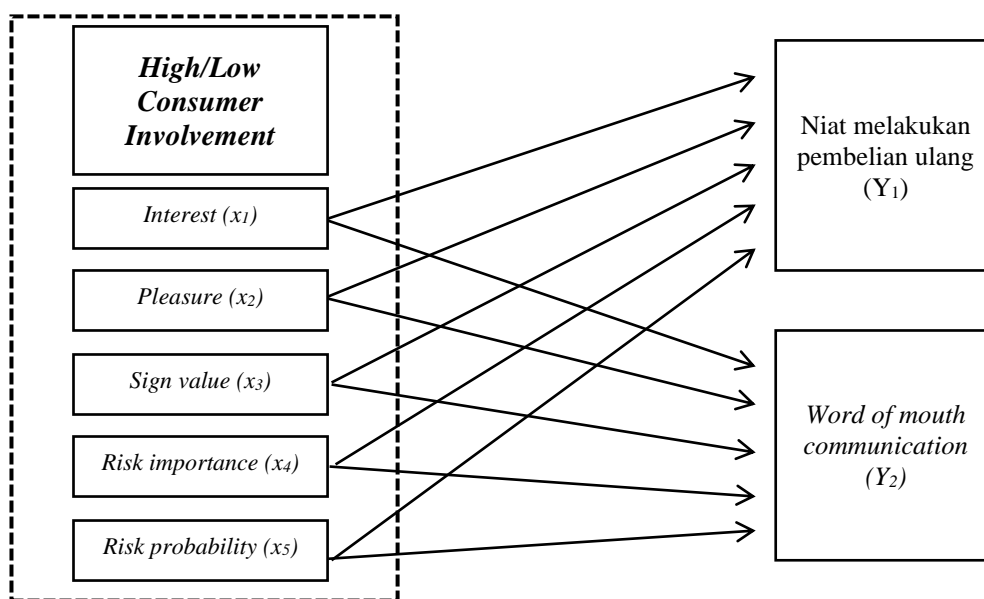 High/Low
Consumer
Involvement
Interest (x₁)
Pleasure (x₂)
Sign value (x₃)
Risk importance (x₄)
Risk probability (x₅)
Niat melakukan
pembelian ulang
(Y₁)
Word of mouth
communication
(Y₂)